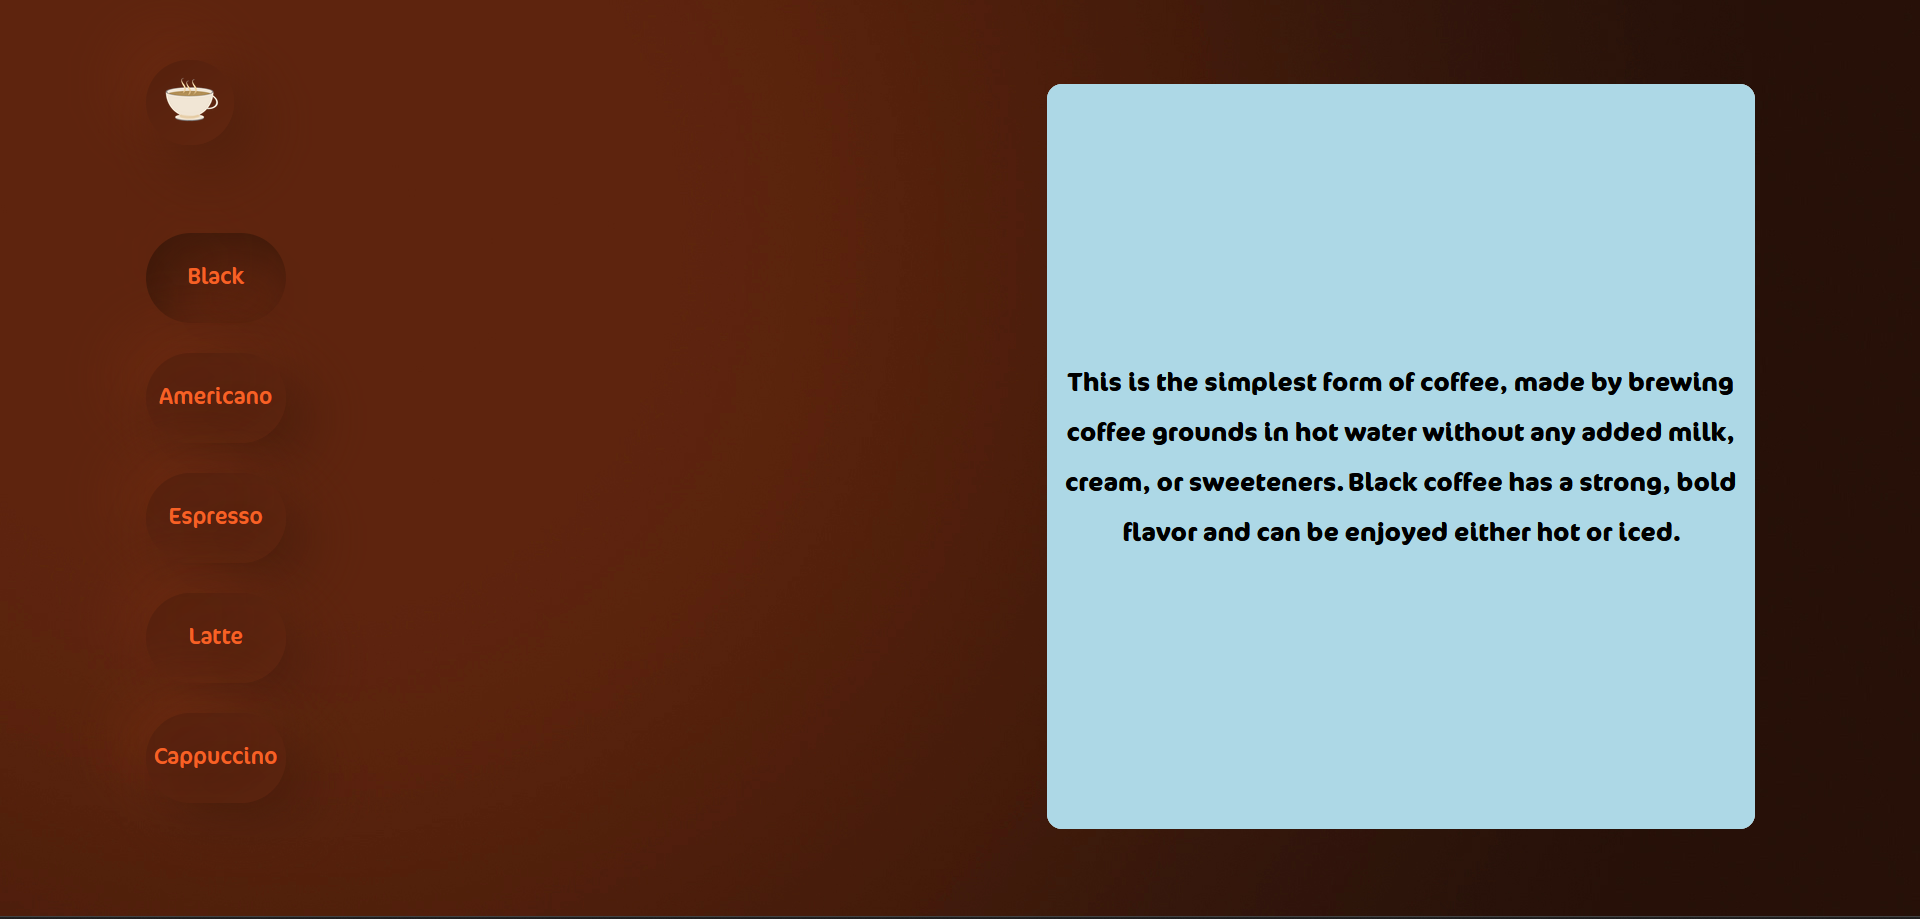 Black
Americano
Espresso
Latte
Cappuccino
This is the simplest form of coffee, made by brewing
coffee grounds in hot water without any added milk,
cream, or sweeteners. Black coffee has a strong, bold
flavor and can be enjoyed either hot or iced.